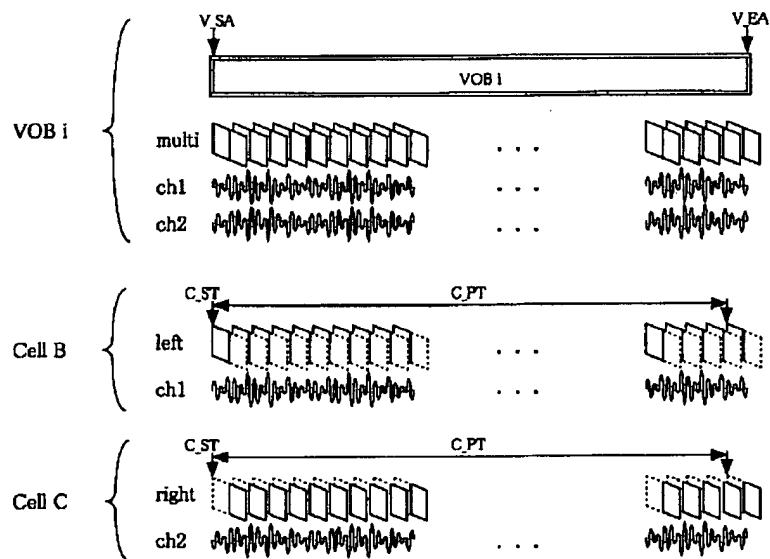 V_SA V_EA
VOB i
VOB i
multi
. . .
ch1
. . .
ch2
. . .
C_ST C_PT
Cell B
left
. . .
ch1
. . .
C_ST C_PT
Cell C
right
. . .
ch2
. . .